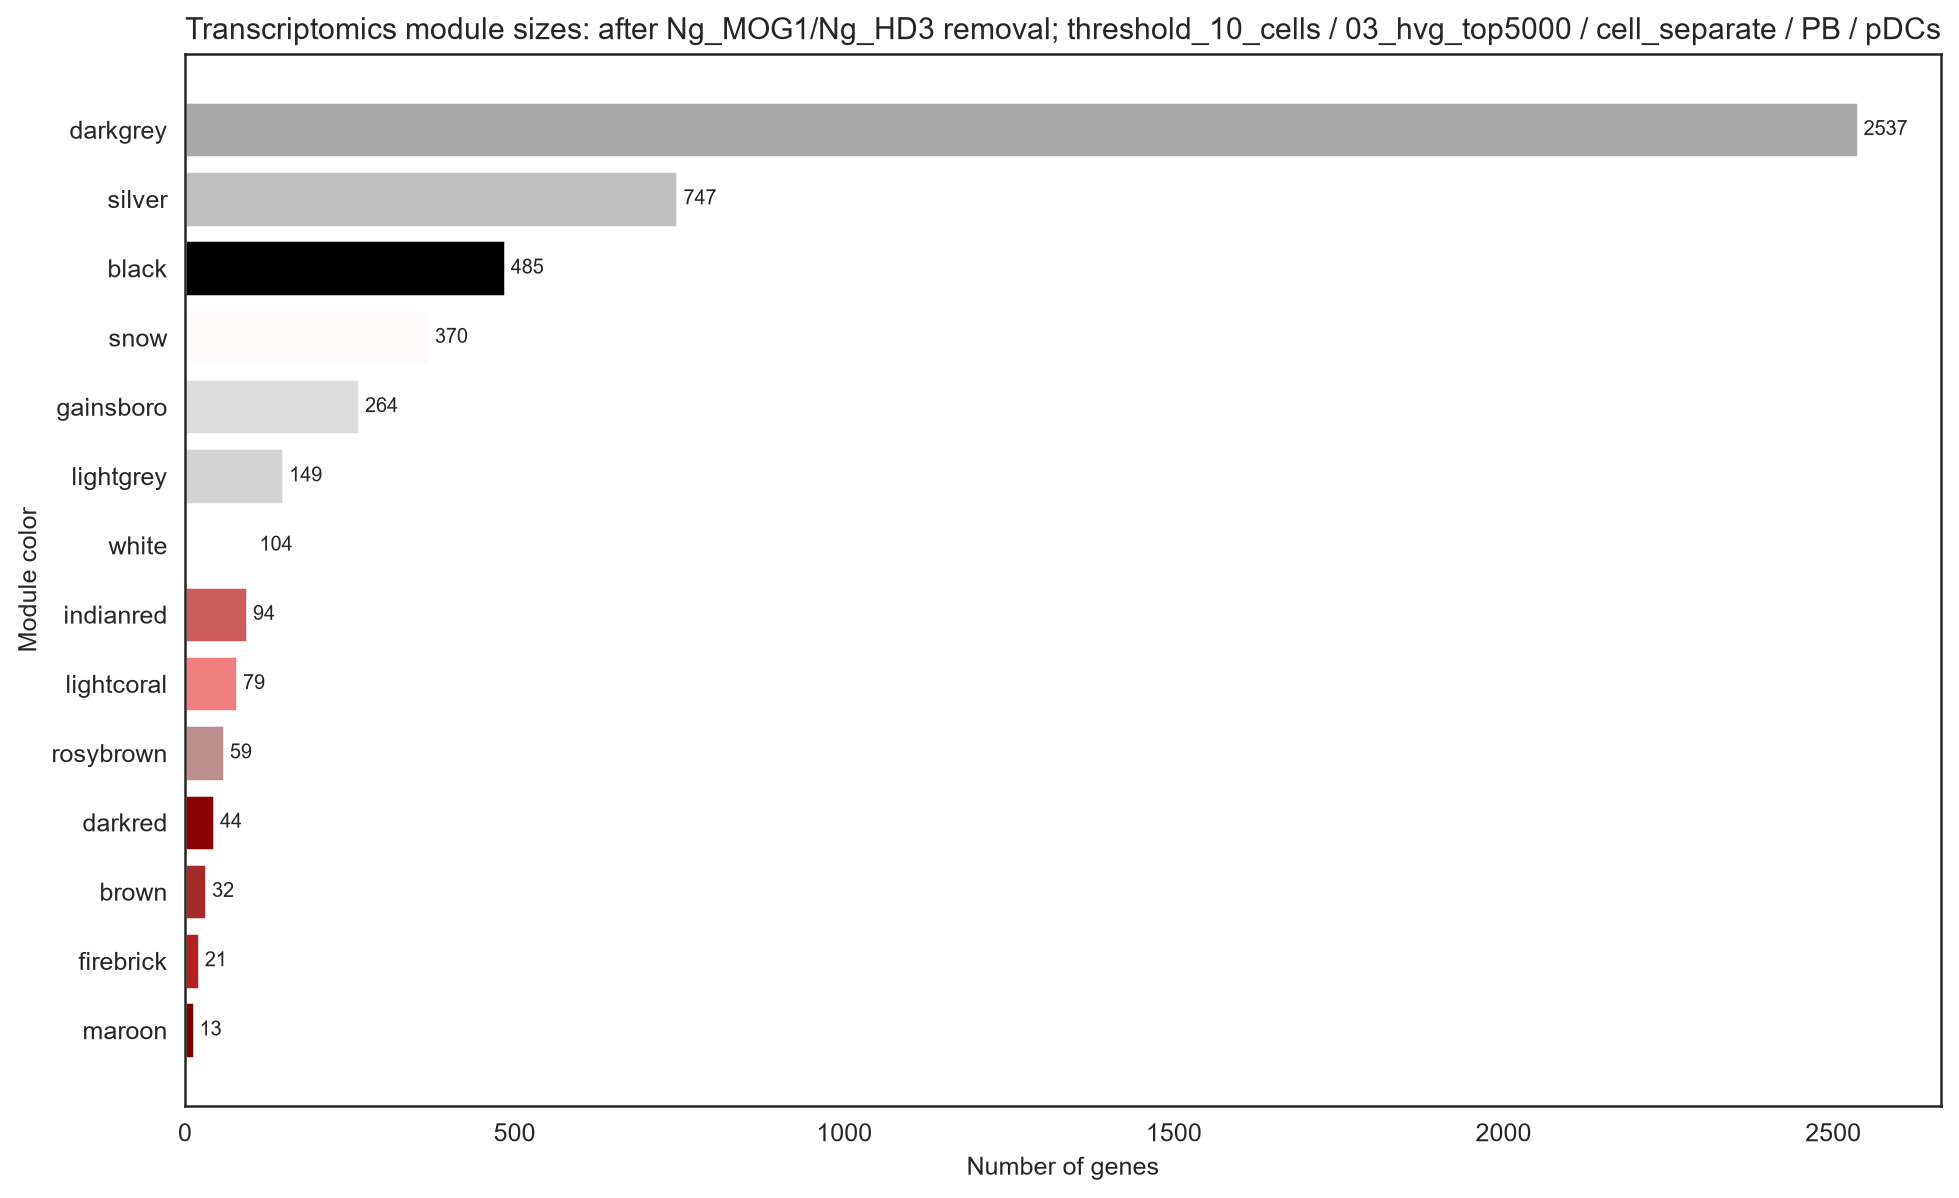 Transcriptomics module sizes: after Ng_MOG1/Ng_HD3 removal; threshold_10_cells / 03_hvg_top5000 / cell_separate / PB / pDCs
Module color
darkgrey 2537
silver 747
black 485
snow 370
gainsboro 264
lightgrey 149
white 104
indianred 94
lightcoral 79
rosybrown 59
darkred 44
brown 32
firebrick 21
maroon 13
0 500 1000 1500 2000 2500
Number of genes